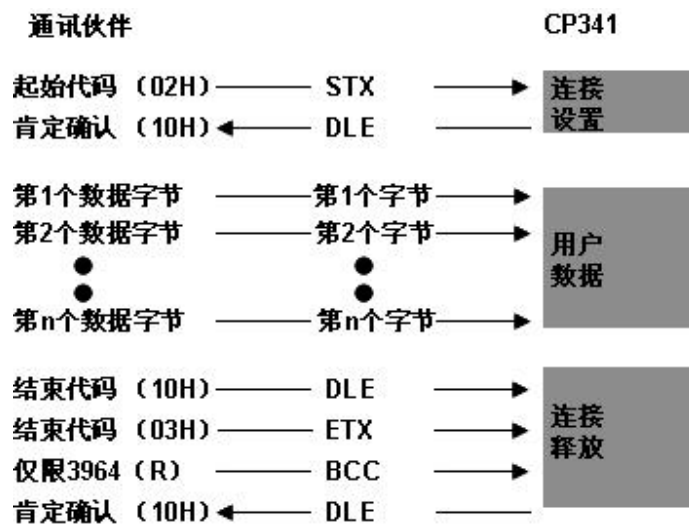 通讯伙伴 CP341
起始代码（02H） STX 连接
肯定确认（10H） DLE 设置
第1个数据字节 第1个字节
第2个数据字节 第2个字节 用户
数据
第n个数据字节 第n个字节
结束代码（10H） DLE
结束代码（03H） ETX 连接
仅限3964（R） BCC 释放
肯定确认（10H） DLE